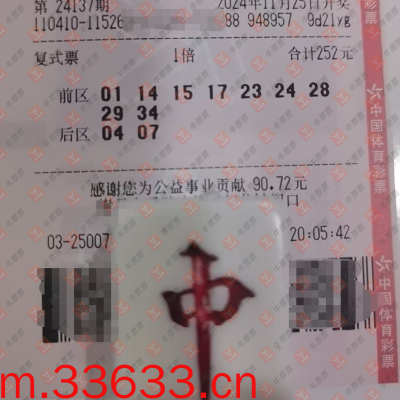 第 24137期
2024年11月25日开奖
110410-11526
88 948957 9d21vg
复式票 1倍 合计252元
前区 01 14 15 17 23 24 28
29 34
后区 04 07
感谢您为公益事业贡献 90.72元
口
03-25007 20:05:42
中
中国体育彩票
中国体育彩票
m.33633.cn